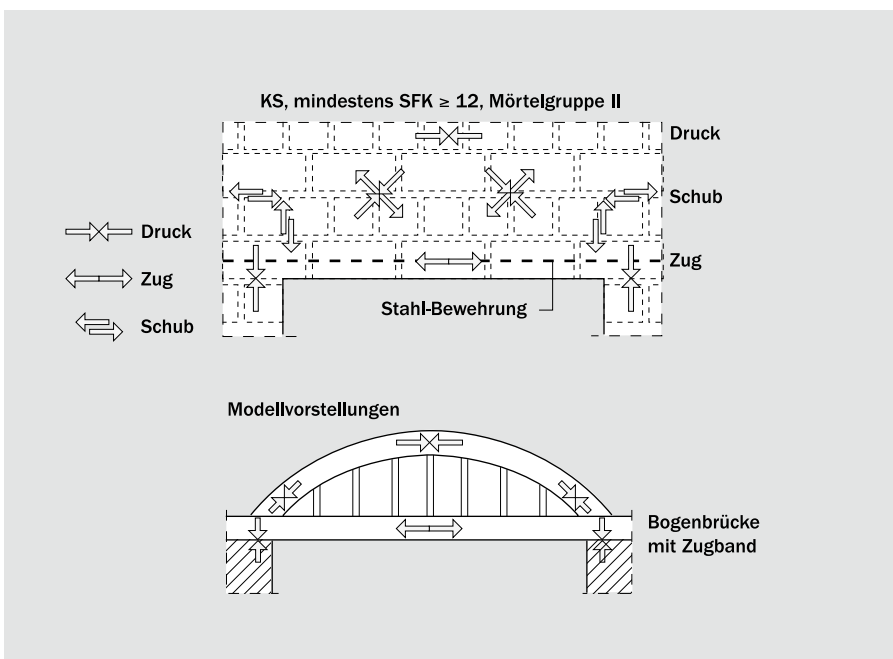 KS, mindestens SFK ≥ 12, Mörtelgruppe II
Druck
Schub
Druck
Zug
Zug
Stahl-Bewehrung
Schub
Modellvorstellungen
Bogenbrücke
mit Zugband